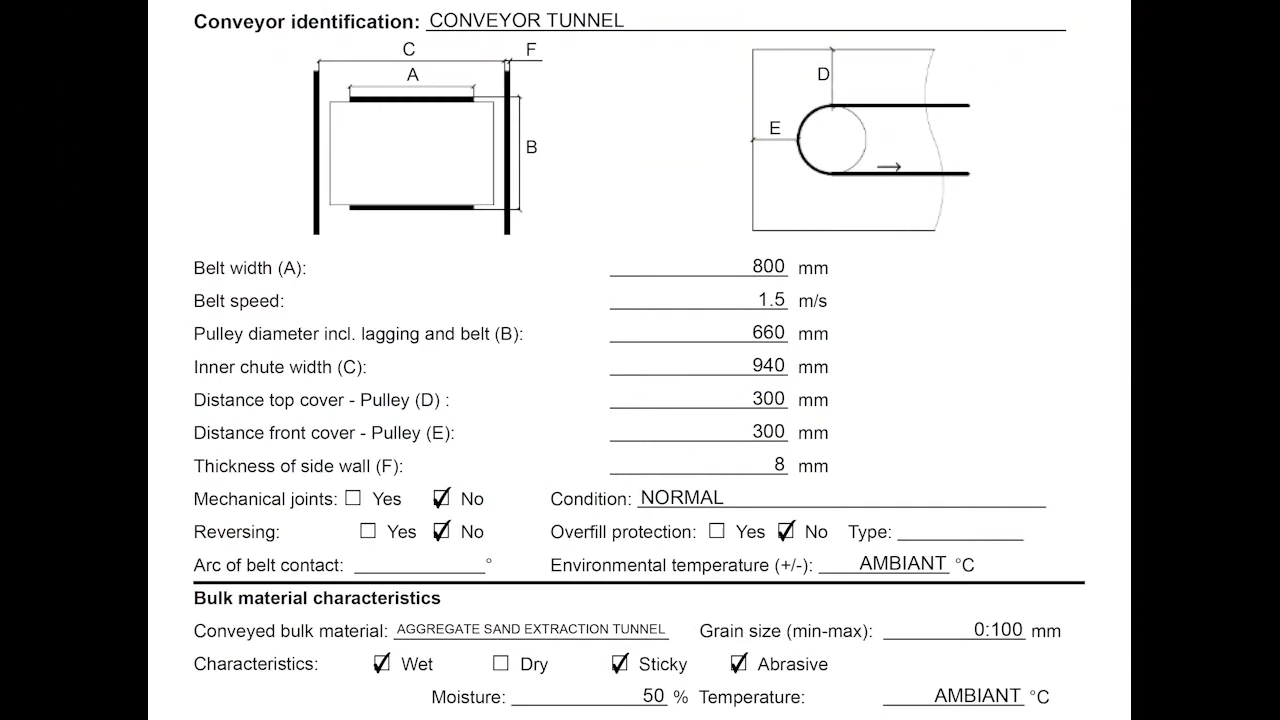 Conveyor identification: CONVEYOR TUNNEL
C F
A
B
D
E
Belt width (A): 800 mm
Belt speed: 1.5 m/s
Pulley diameter incl. lagging and belt (B): 660 mm
Inner chute width (C): 940 mm
Distance top cover - Pulley (D) : 300 mm
Distance front cover - Pulley (E): 300 mm
Thickness of side wall (F): 8 mm
Mechanical joints: Yes No Condition: NORMAL
Reversing: Yes No Overfill protection: Yes No Type:
Arc of belt contact: ° Environmental temperature (+/-): AMBIANT °C
Bulk material characteristics
Conveyed bulk material: AGGREGATE SAND EXTRACTION TUNNEL Grain size (min-max): 0:100 mm
Characteristics: Wet Dry Sticky Abrasive
Moisture: 50 % Temperature: AMBIANT °C